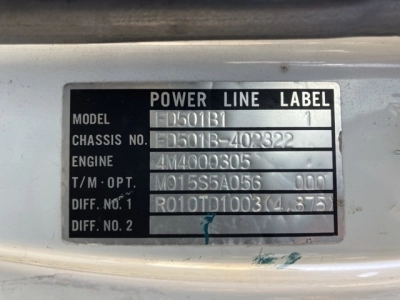 POWER LINE LABEL
MODEL FD501B1 1
CHASSIS NO. FD501B-402322
ENGINE 4M4000305
T/M·OPT. M015S5A056 000
DIFF. NO. 1 R010TD1003(4.875)
DIFF. NO. 2